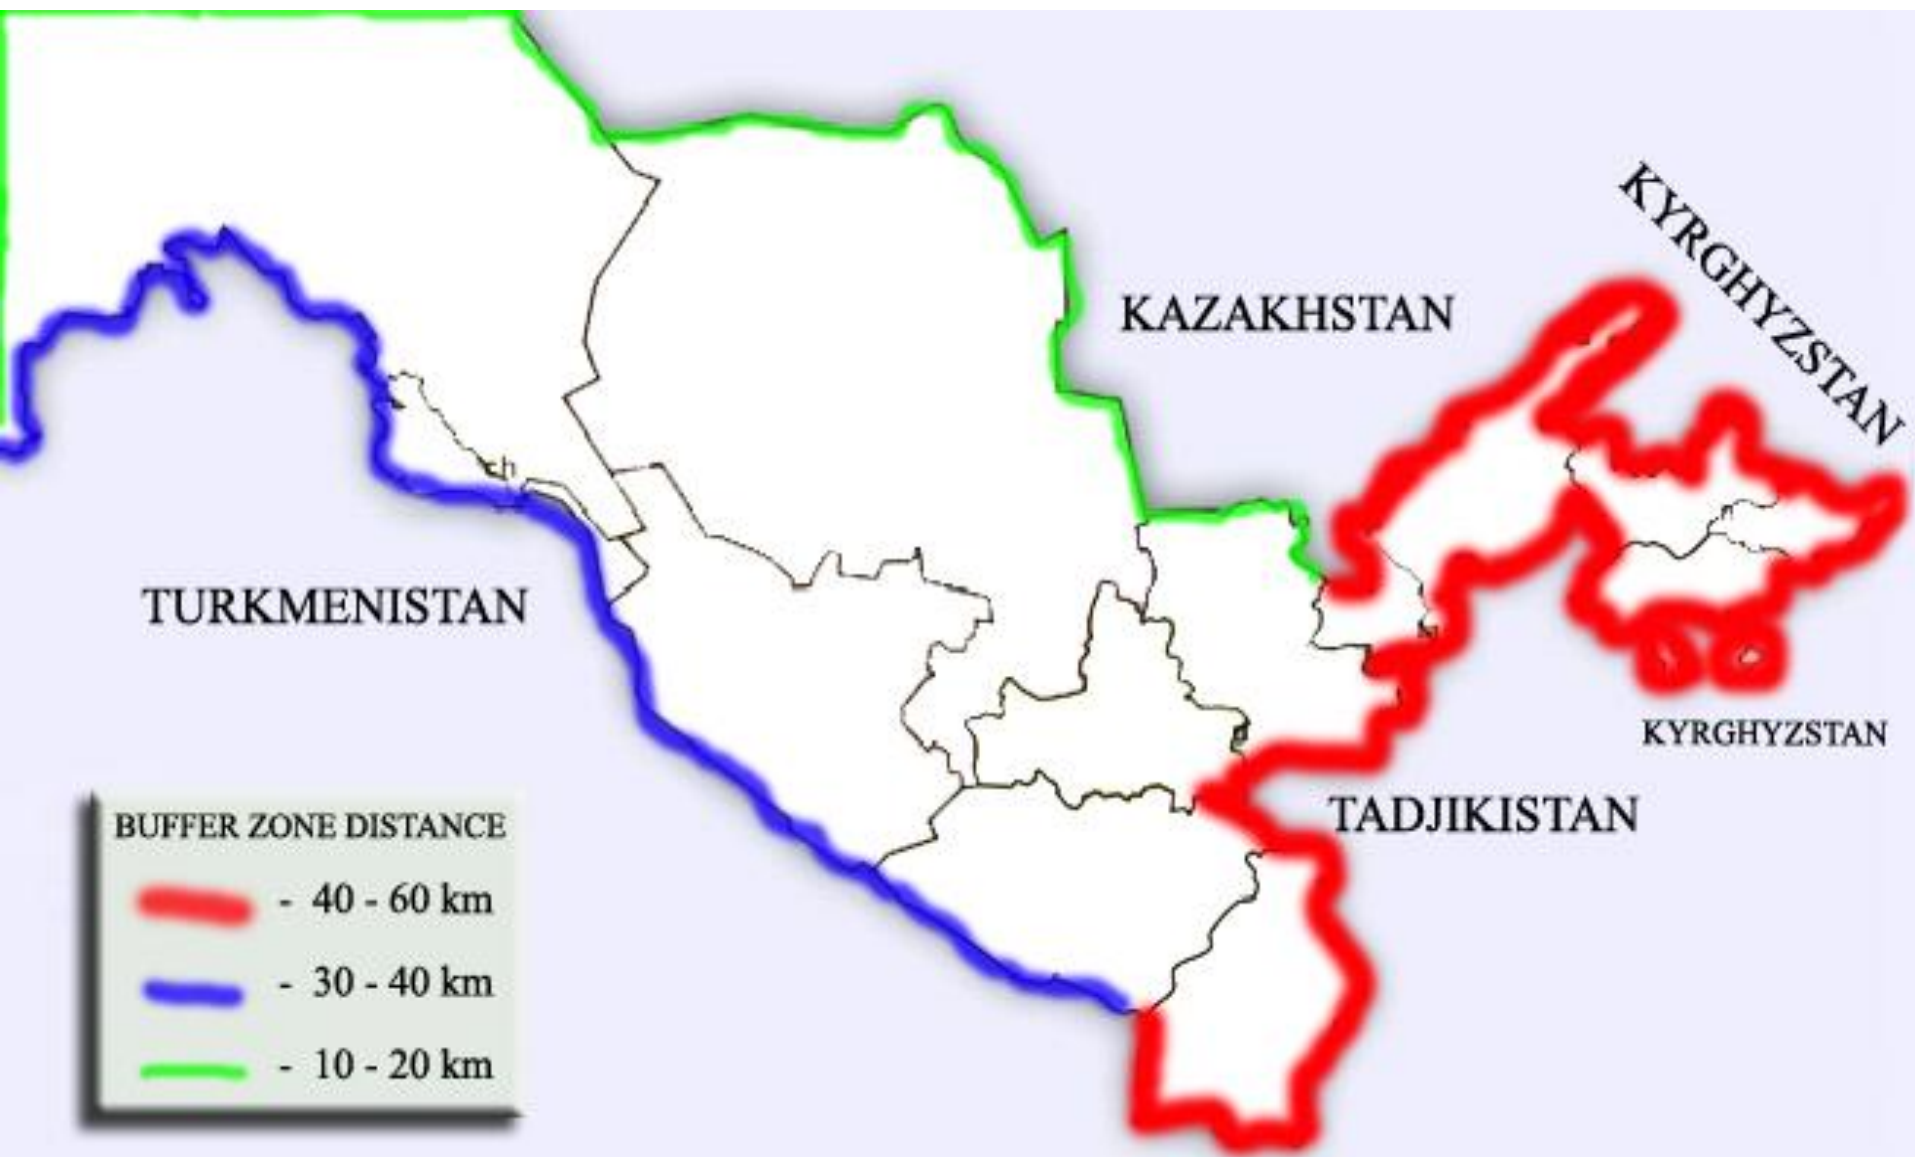 KYRGHYZSTAN
KAZAKHSTAN
TURKMENISTAN
KYRGHYZSTAN
TADJIKISTAN
BUFFER ZONE DISTANCE
- 40 - 60 km
- 30 - 40 km
- 10 - 20 km